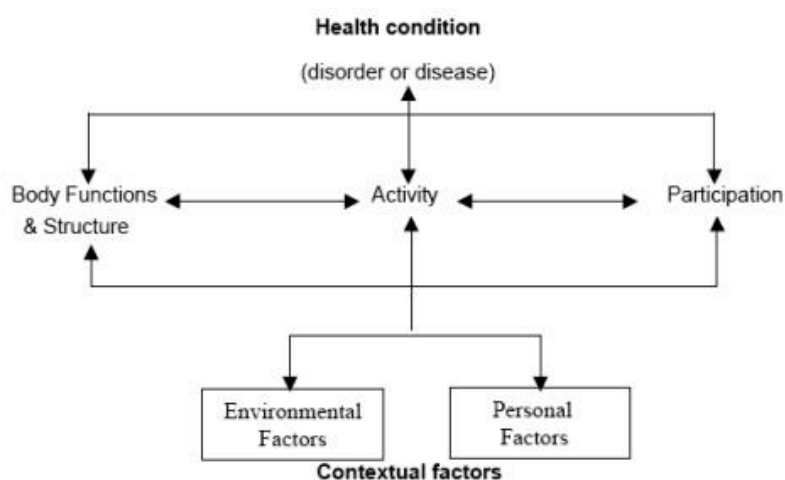 Health condition
(disorder or disease)
Body Functions
& Structure
Activity
Participation
Environmental
Factors
Personal
Factors
Contextual factors